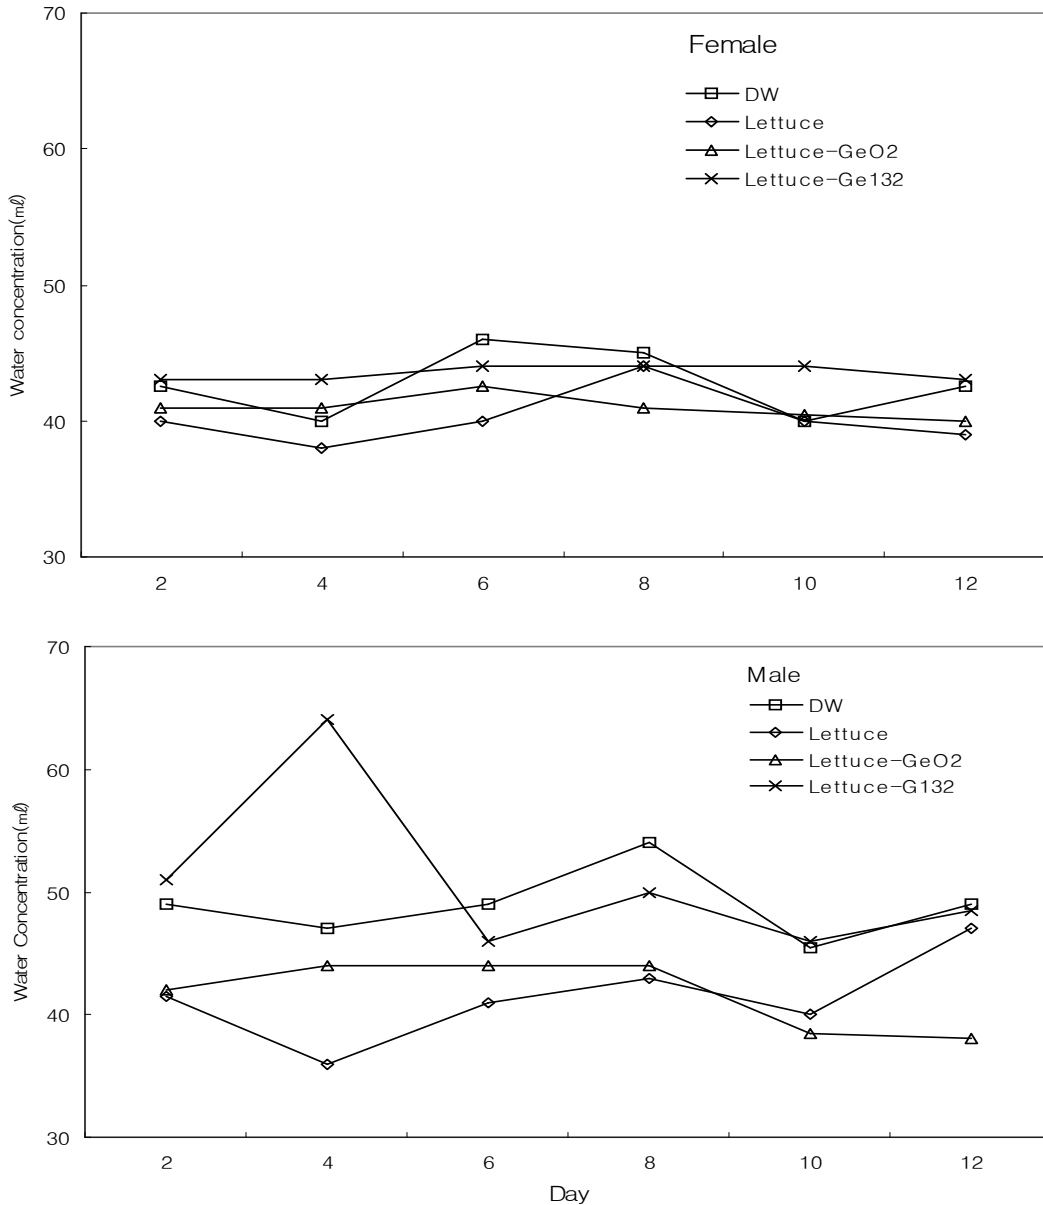 70
60
50
40
30
Water concentration(㎖)
Female
DW
Lettuce
Lettuce-GeO2
Lettuce-Ge132
2 4 6 8 10 12
70
60
50
40
30
Water Concentration(㎖)
Male
DW
Lettuce
Lettuce-GeO2
Lettuce-G132
2 4 6 8 10 12
Day